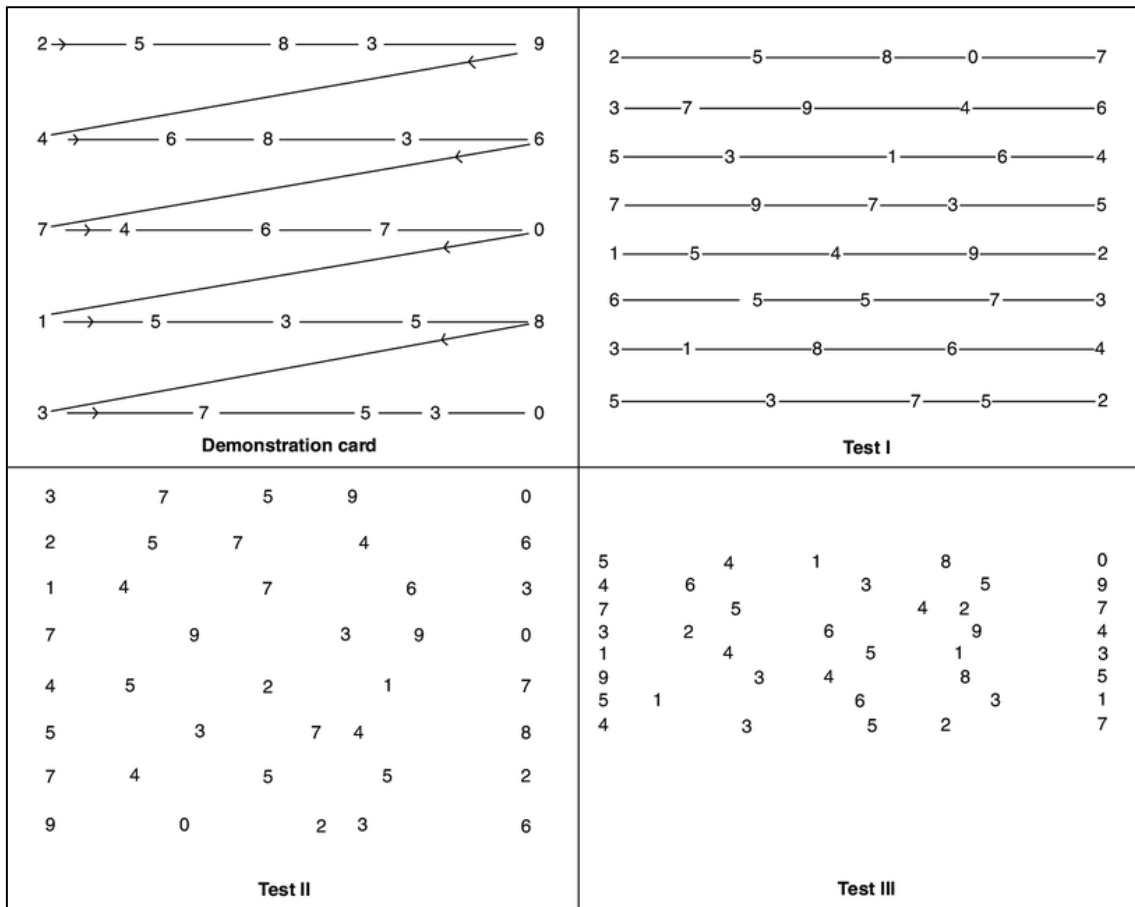 2 5 8 3 9
4 6 8 3 6
7 4 6 7 0
1 5 3 5 8
3 7 5 3 0
Demonstration card
2 5 8 0 7
3 7 9 4 6
5 3 1 6 4
7 9 7 3 5
1 5 4 9 2
6 5 5 7 3
3 1 8 6 4
5 3 7 5 2
Test I
3 7 5 9 0
2 5 7 4 6
1 4 7 6 3
7 9 3 9 0
4 5 2 1 7
5 3 7 4 8
7 4 5 5 2
9 0 2 3 6
Test II
5 4 1 8 0
4 6 3 5 9
7 5 4 2 7
3 2 6 9 4
1 4 5 1 3
9 3 4 8 5
5 1 6 3 1
4 3 5 2 7
Test III